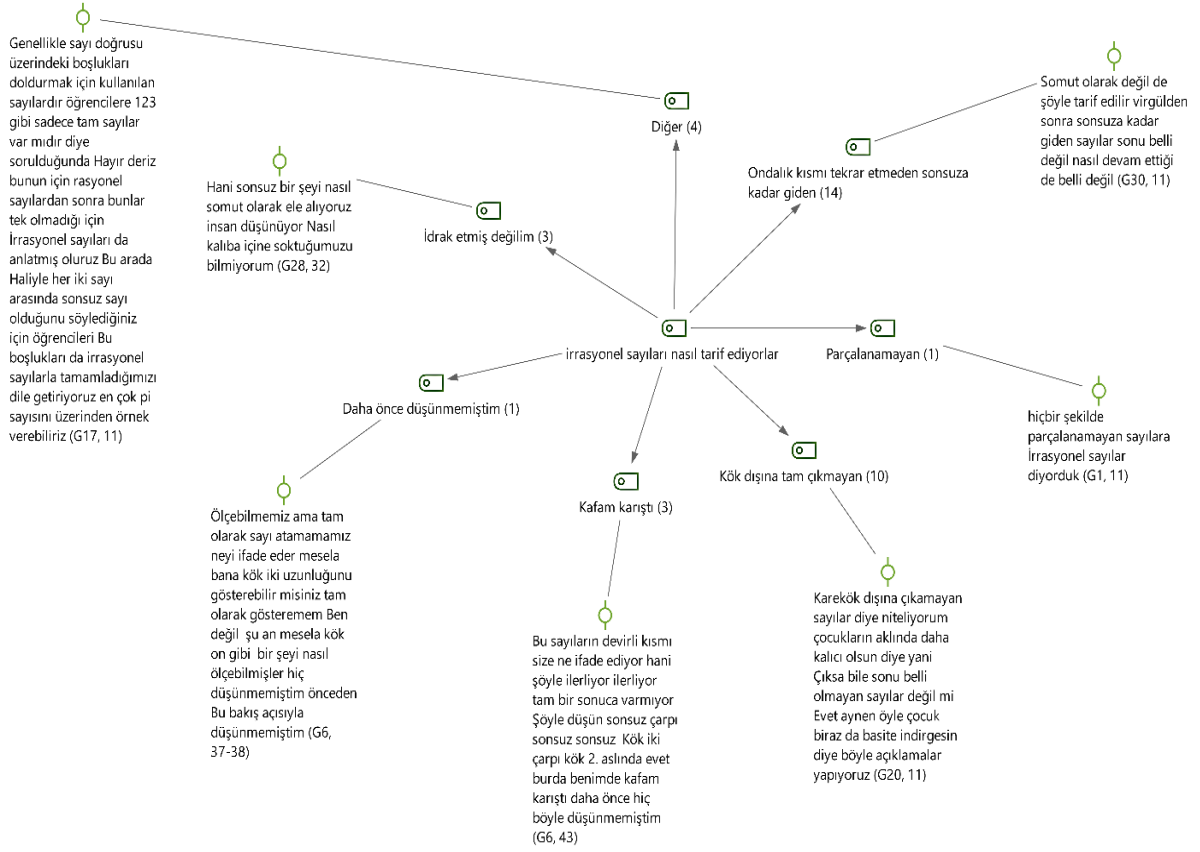 Genellikle sayı doğrusu
üzerindeki boşlukları
doldurmak için kullanılan
sayılardır öğrencilere 123
gibi sadece tam sayılar
var mıdır diye
sorulduğunda Hayır deriz
bunun için rasyonel
sayılardan sonra bunlar
tek olmadığı için
İrrasyonel sayıları da
anlatmış oluruz Bu arada
Haliyle her iki sayı
arasında sonsuz sayı
olduğunu söylediğiniz
için öğrencileri Bu
boşlukları da irrasyonel
sayılarla tamamladığımızı
dile getiriyoruz en çok pi
sayısını üzerinden örnek
verebiliriz (G17, 11)
Diğer (4)
Somut olarak değil de
şöyle tarif edilir virgülden
sonra sonsuza kadar
giden sayılar sonu belli
değil nasıl devam ettiği
de belli değil (G30, 11)
Ondalık kısmı tekrar etmeden sonsuza
kadar giden (14)
Hani sonsuz bir şeyi nasıl
somut olarak ele alıyoruz
insan düşünüyor Nasıl
kalıba içine soktuğumuzu
bilmiyorum (G28, 32)
İdrak etmiş değilim (3)
irrasyonel sayıları nasıl tarif ediyorlar
Parçalanamayan (1)
hiçbir şekilde
parçalanamayan sayılara
İrrasyonel sayılar
diyorduk (G1, 11)
Daha önce düşünmemiştim (1)
Ölçebilmemiz ama tam
olarak sayı atamamamız
neyi ifade eder mesela
bana kök iki uzunluğunu
gösterebilir misiniz tam
olarak gösteremem Ben
değil şu an mesela kök
on gibi bir şeyi nasıl
ölçebilmişler hiç
düşünmemiştim önceden
Bu bakış açısıyla
düşünmemiştim (G6,
37-38)
Kafam karıştı (3)
Bu sayıların devirli kısmı
size ne ifade ediyor hani
şöyle ilerliyor ilerliyor
tam bir sonuca varmıyor
Şöyle düşün sonsuz çarpı
sonsuz sonsuz Kök iki
çarpı kök 2. aslında evet
burda benimde kafam
karıştı daha önce hiç
böyle düşünmemiştim
(G6, 43)
Kök dışına tam çıkmayan (10)
Karekök dışına çıkamayan
sayılar diye niteliyorum
çocukların aklında daha
kalıcı olsun diye yani
Çıksa bile sonu belli
olmayan sayılar değil mi
Evet aynen öyle çocuk
biraz da basite indirgesin
diye böyle açıklamalar
yapıyoruz (G20, 11)